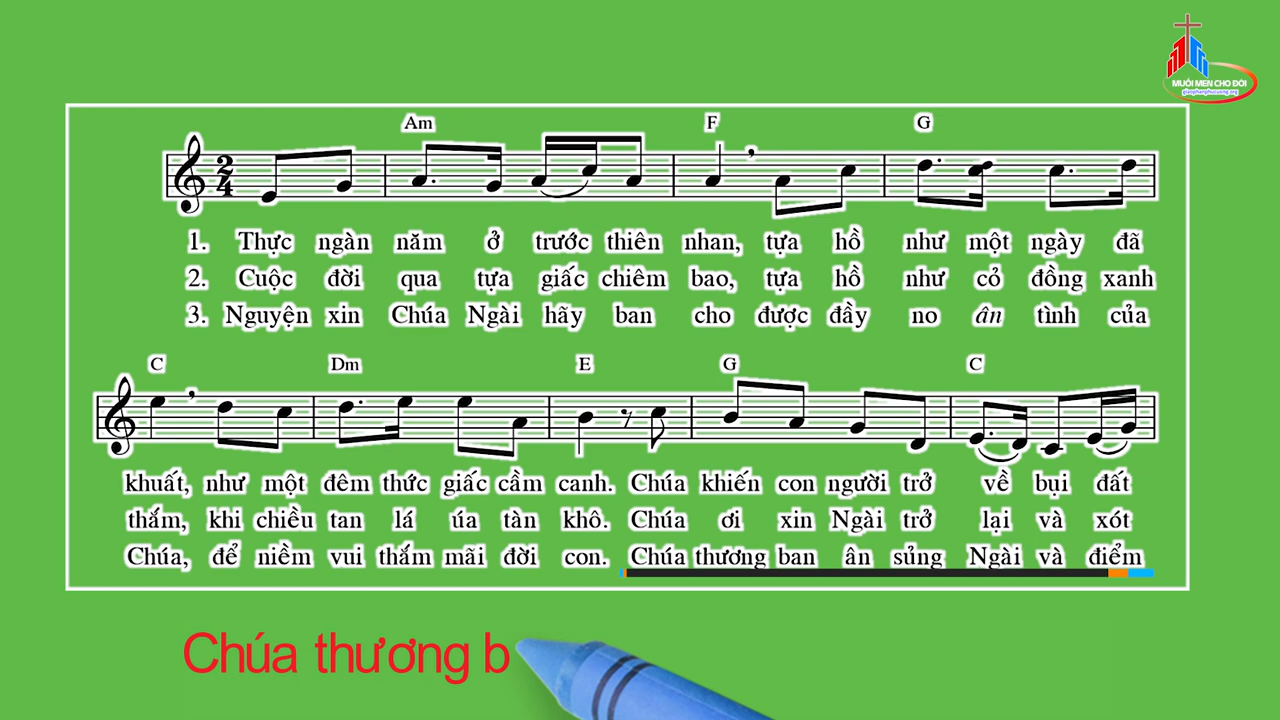 MUỐI MEN CHO ĐỜI
giaophanphucuong.org
Am F G
1. Thực ngàn năm ở trước thiên nhan, tựa hồ như một ngày đã
2. Cuộc đời qua tựa giấc chiêm bao, tựa hồ như cỏ đồng xanh
3. Nguyện xin Chúa Ngài hãy ban cho được đầy no ân tình của
C Dm E G C
khuất, như một đêm thức giấc cầm canh. Chúa khiến con người trở về bụi đất
thắm, khi chiều tan lá úa tàn khô. Chúa ơi xin Ngài trở lại và xót
Chúa, để niềm vui thắm mãi đời con. Chúa thương ban ân sủng Ngài và điểm
Chúa thương b